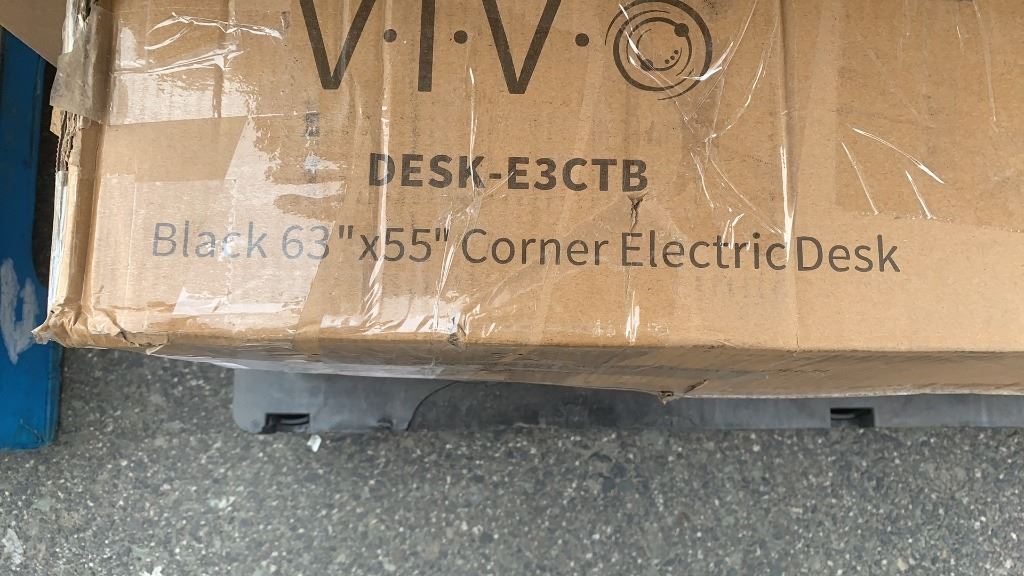 V·I·V·O
DESK-E3CTB
Black 63"x55" Corner Electric Desk